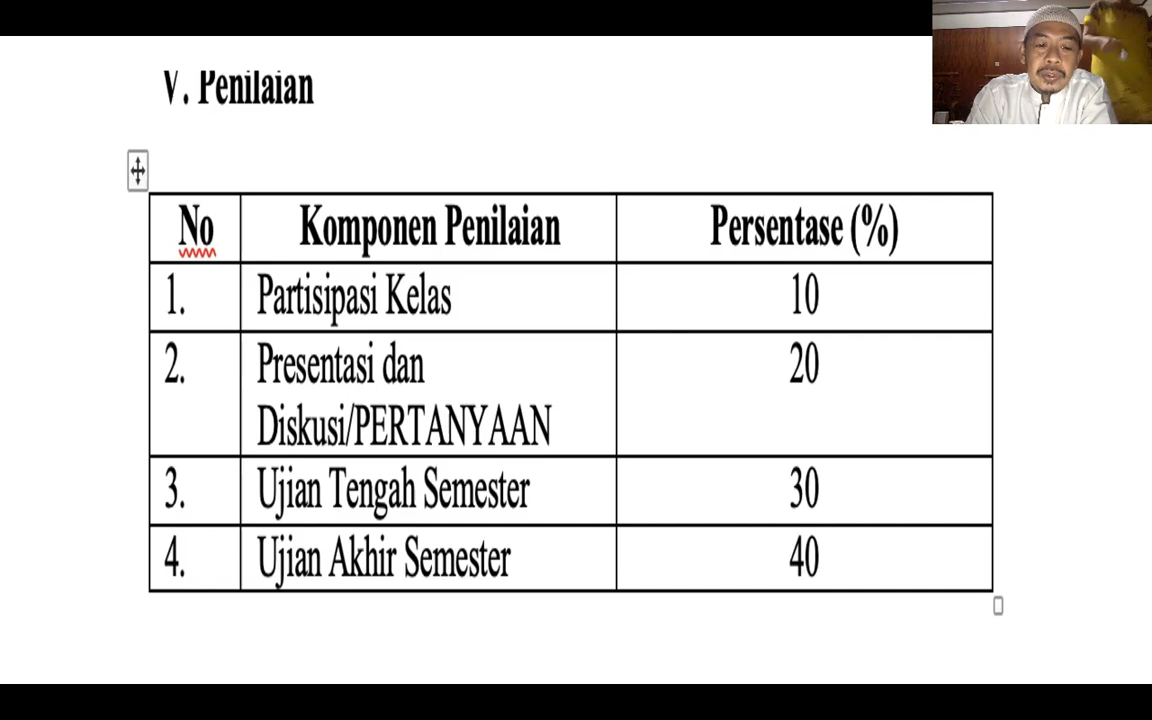 V. Penilaian
No Komponen Penilaian Persentase (%)
1. Partisipasi Kelas 10
2. Presentasi dan 20
Diskusi/PERTANYAAN
3. Ujian Tengah Semester 30
4. Ujian Akhir Semester 40